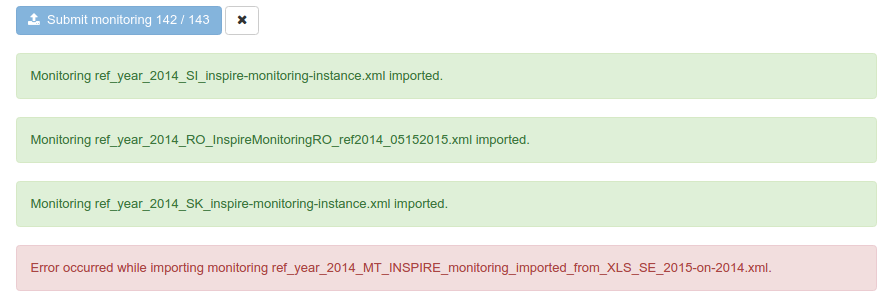 Submit monitoring 142 / 143
Monitoring ref_year_2014_SI_inspire-monitoring-instance.xml imported.
Monitoring ref_year_2014_RO_InspireMonitoringRO_ref2014_05152015.xml imported.
Monitoring ref_year_2014_SK_inspire-monitoring-instance.xml imported.
Error occurred while importing monitoring ref_year_2014_MT_INSPIRE_monitoring_imported_from_XLS_SE_2015-on-2014.xml.